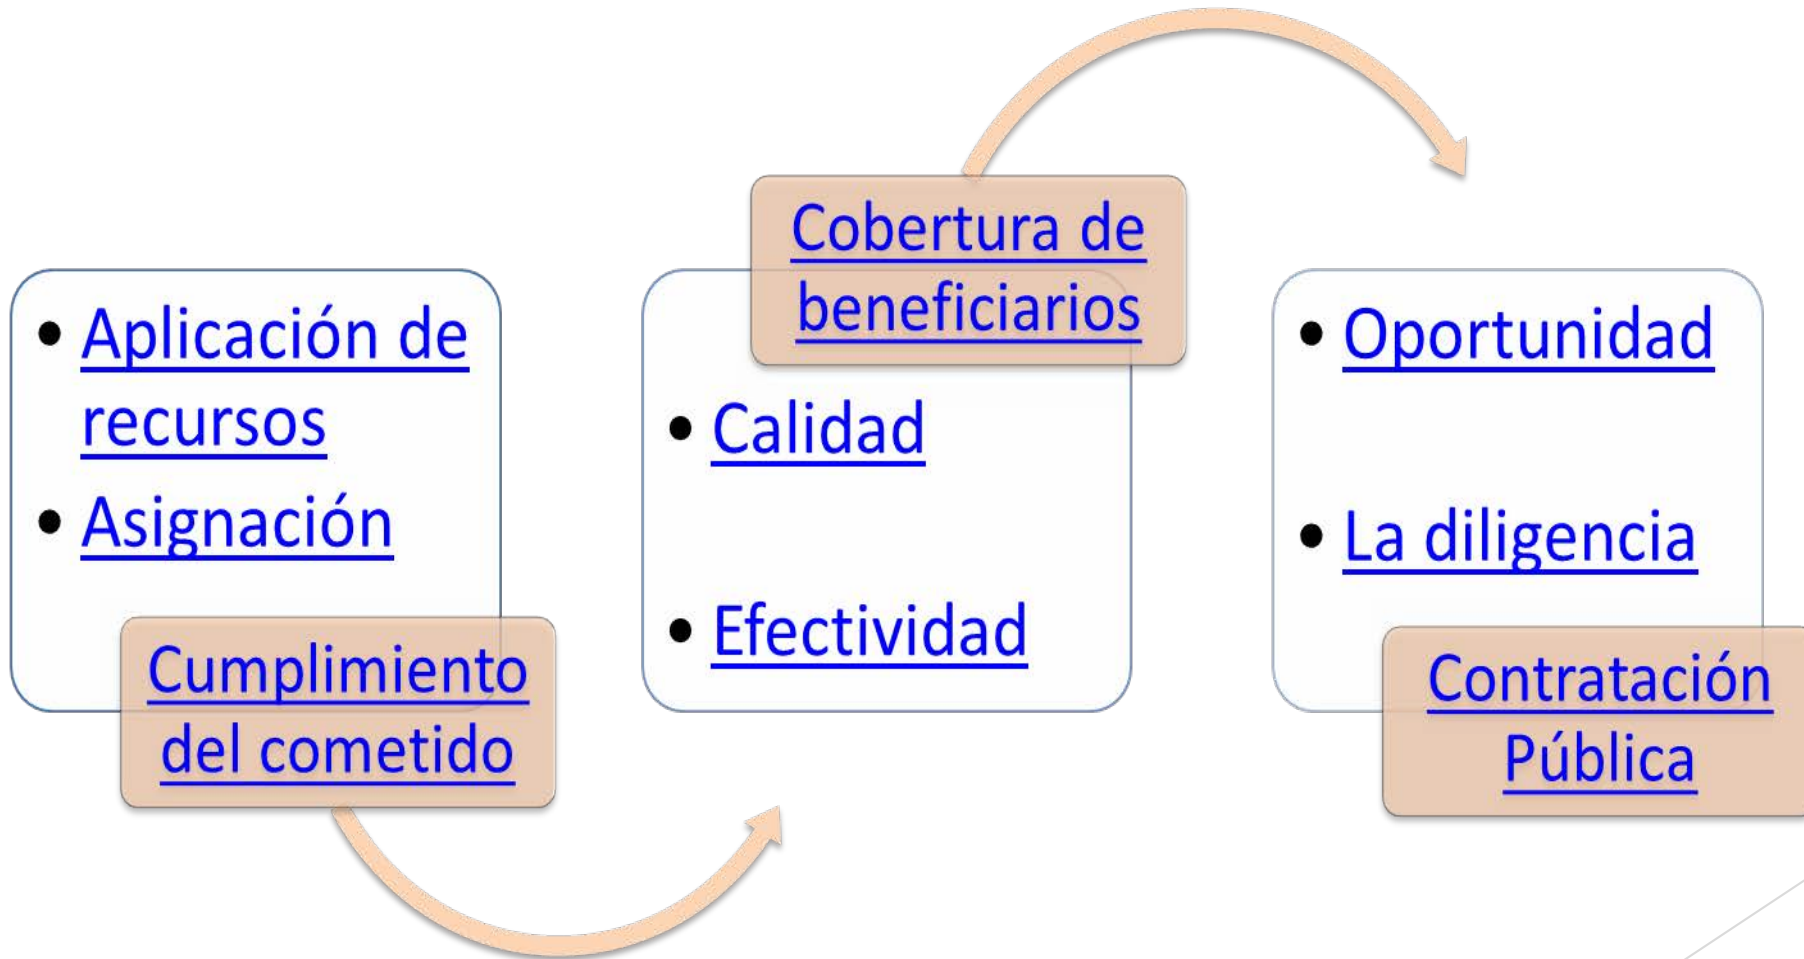 • Aplicación de
recursos
• Asignación
Cumplimiento
del cometido
Cobertura de
beneficiarios
• Calidad
• Efectividad
• Oportunidad
• La diligencia
Contratación
Pública